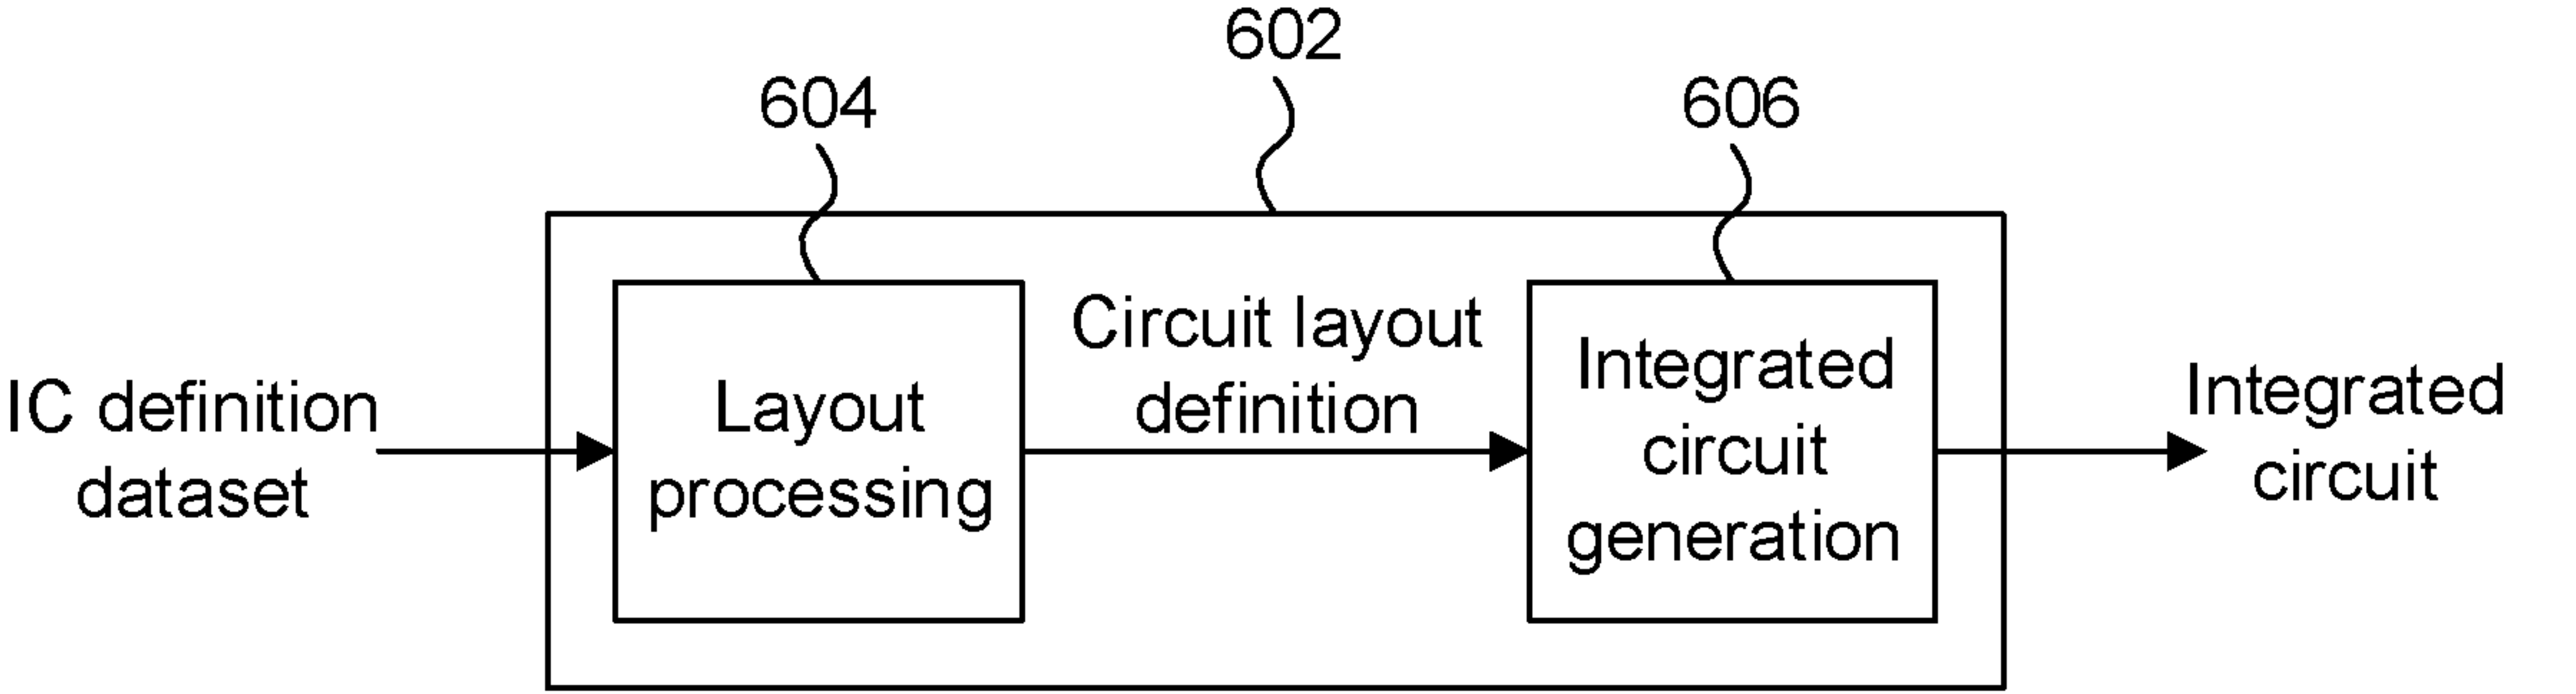 602
604
606
IC definition
dataset
Layout
processing
Circuit layout
definition
Integrated
circuit
generation
Integrated
circuit